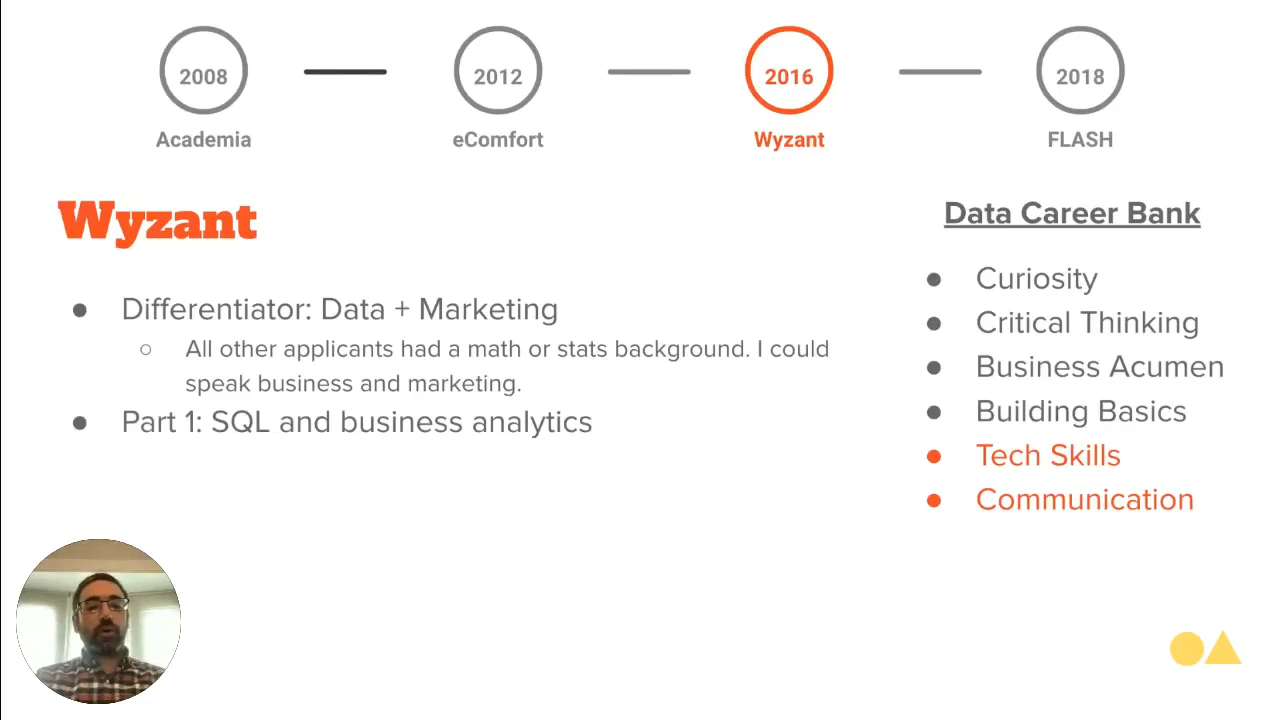 2008
2012
2016
2018
Academia
eComfort
Wyzant
FLASH
Wyzant
Differentiator: Data + Marketing
All other applicants had a math or stats background. I could
speak business and marketing.
Part 1: SQL and business analytics
Data Career Bank
Curiosity
Critical Thinking
Business Acumen
Building Basics
Tech Skills
Communication